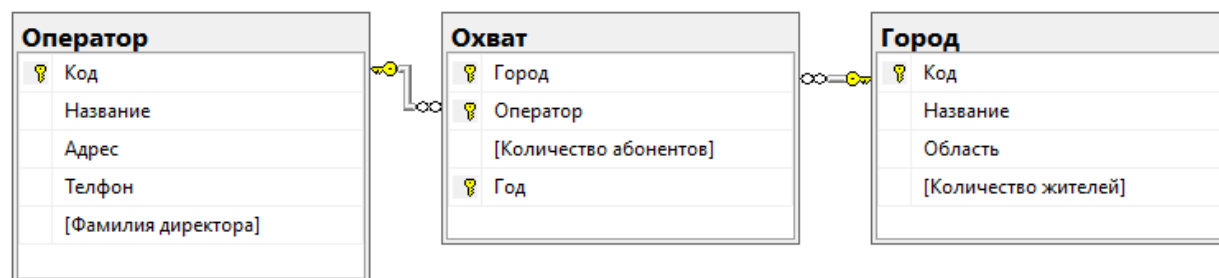 Оператор
Код
Название
Адрес
Телфон
[Фамилия директора]
Охват
Город
Оператор
[Количество абонентов]
Год
Город
Код
Название
Область
[Количество жителей]